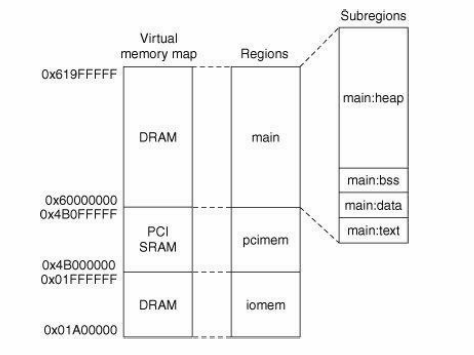 Subregions
Virtual
memory map
Regions
0x619FFFFF
main:heap
DRAM
main
main:bss
0x60000000
main:data
0x4B0FFFFF
PCI
SRAM
pcimem
main:text
0x4B000000
0x01FFFFFF
DRAM
iomem
0x01A00000